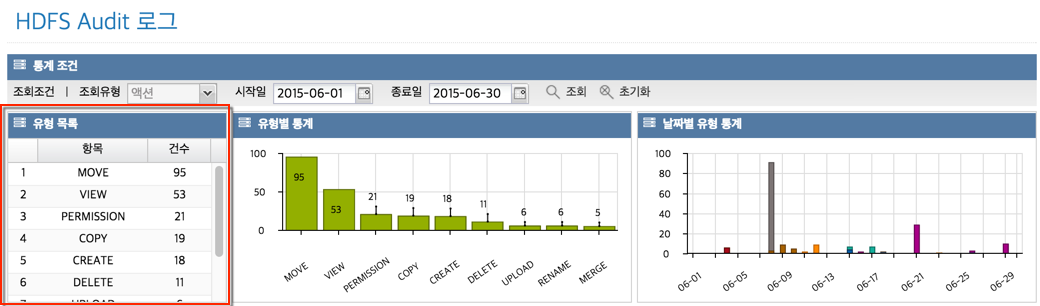 HDFS Audit 로그
통계 조건
조회조건 | 조회유형 액션 시작일 2015-06-01 종료일 2015-06-30 조회 초기화
유형 목록
항목 건수
1 MOVE 95
2 VIEW 53
3 PERMISSION 21
4 COPY 19
5 CREATE 18
6 DELETE 11
유형별 통계
100
50
0
95 53 21 19 18 11 6 6 5
MOVE VIEW PERMISSION COPY CREATE DELETE UPLOAD RENAME MERGE
날짜별 유형 통계
100
80
60
40
20
0
06-01 06-05 06-09 06-13 06-17 06-21 06-25 06-29